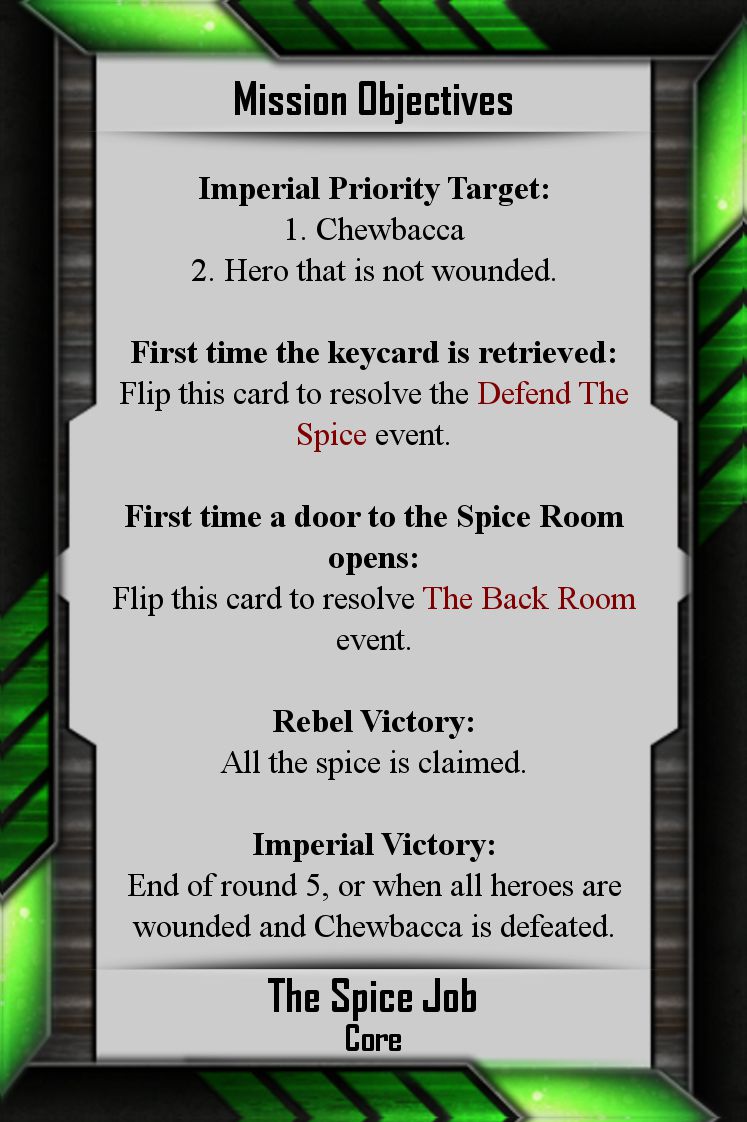 Mission Objectives
Imperial Priority Target:
1. Chewbacca
2. Hero that is not wounded.
First time the keycard is retrieved:
Flip this card to resolve the Defend The
Spice event.
First time a door to the Spice Room
opens:
Flip this card to resolve The Back Room
event.
Rebel Victory:
All the spice is claimed.
Imperial Victory:
End of round 5, or when all heroes are
wounded and Chewbacca is defeated.
The Spice Job
Core